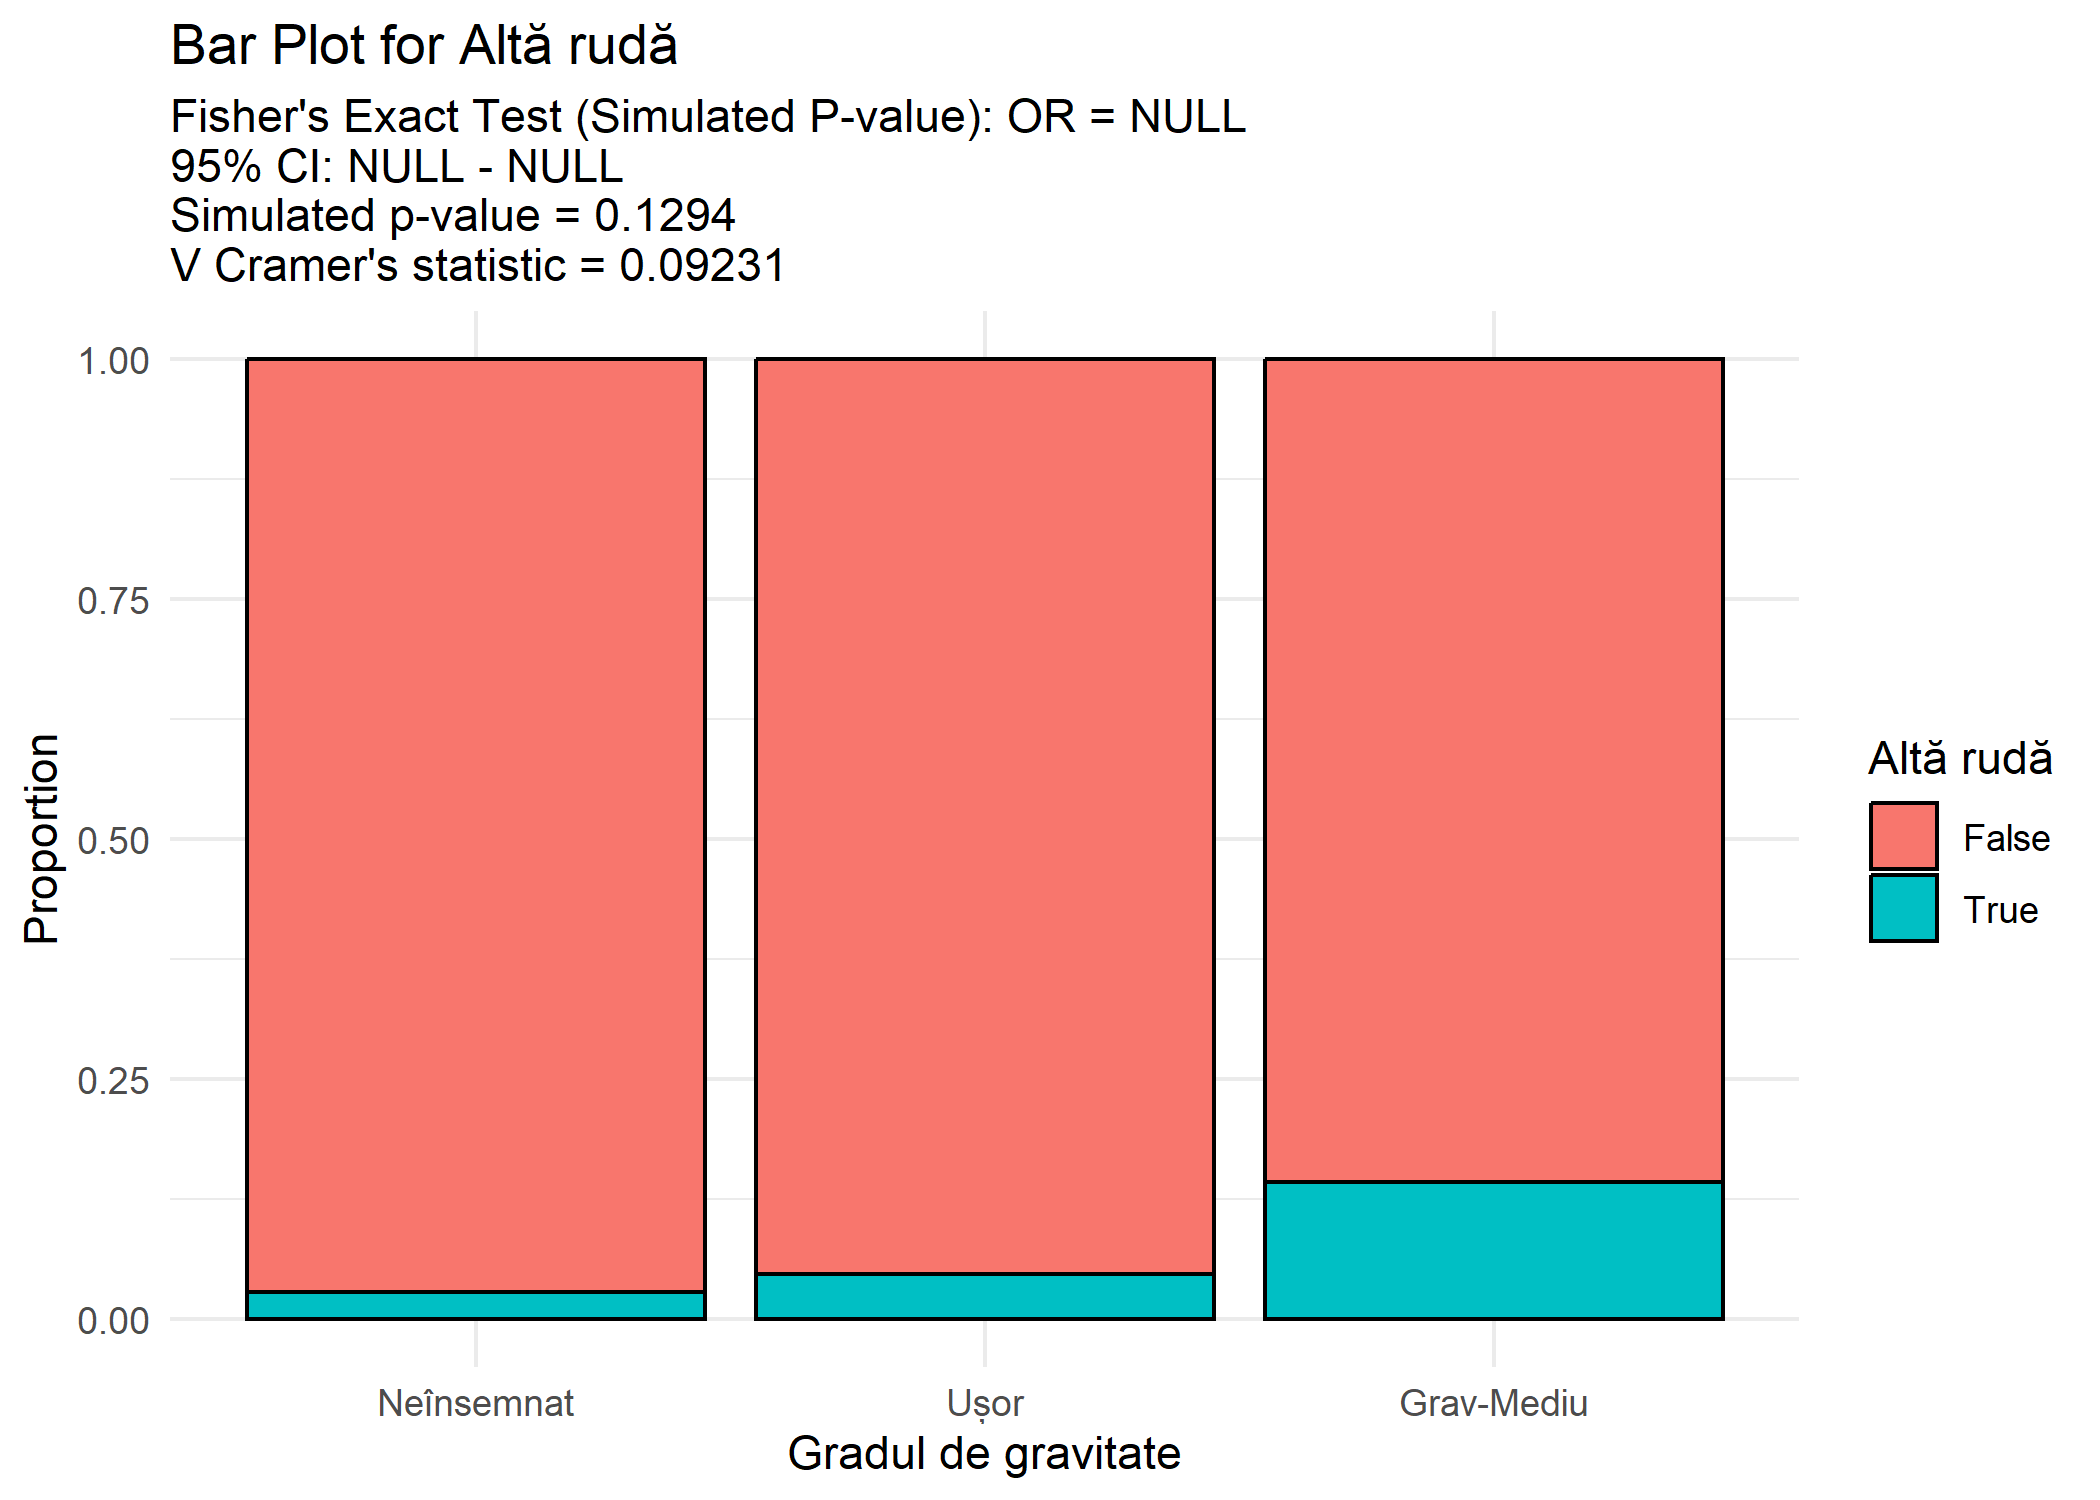 Bar Plot for Altă rudă
Fisher's Exact Test (Simulated P-value): OR = NULL
95% CI: NULL - NULL
Simulated p-value = 0.1294
V Cramer's statistic = 0.09231
1.00
0.75
0.50
0.25
0.00
Proportion
Neînsemnat
Ușor
Grav-Mediu
Gradul de gravitate
Altă rudă
False
True